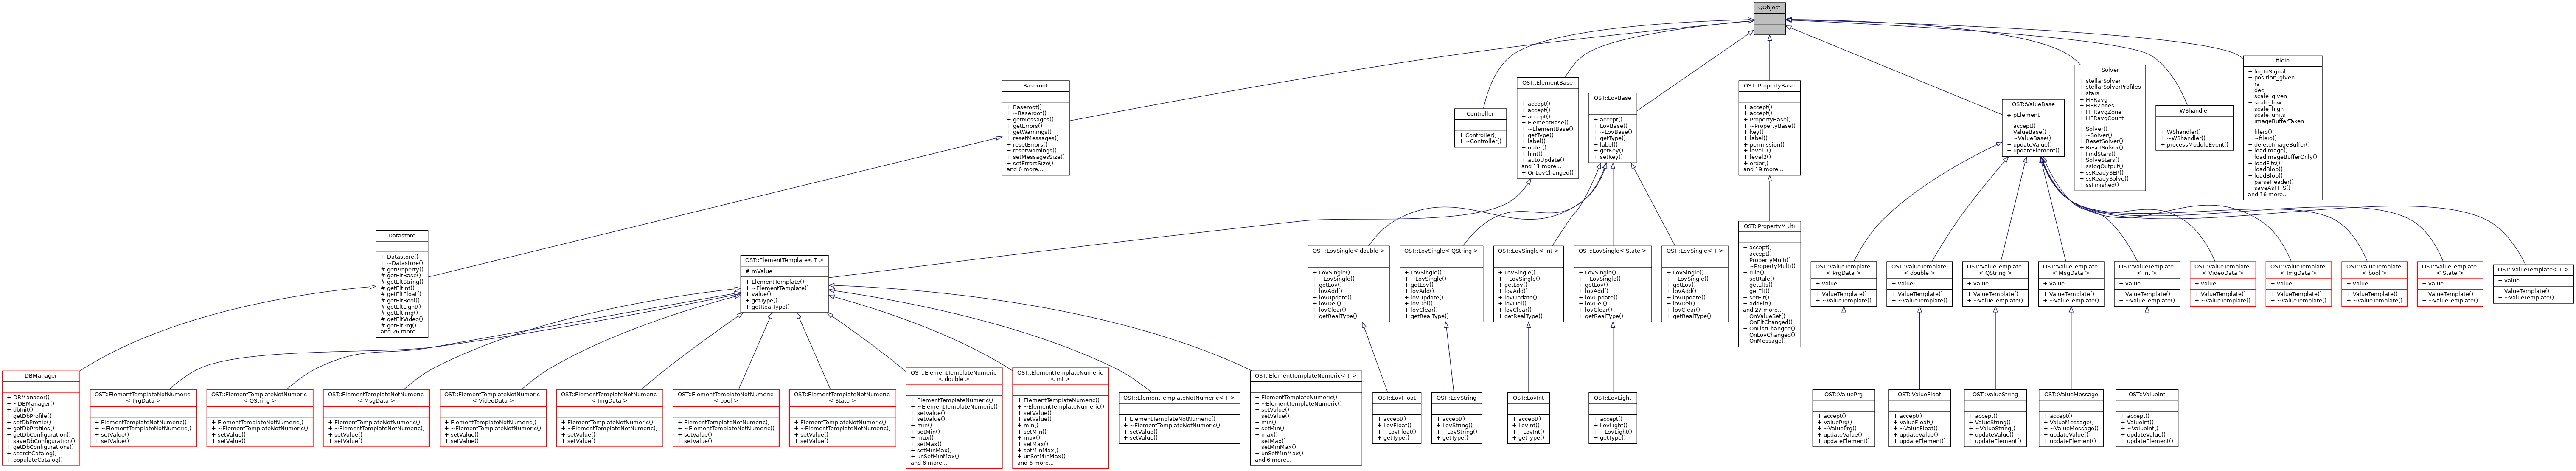 QObject
fileio
+ logToSignal
+ position_given
+ ra
+ dec
+ scale_given
+ scale_low
+ scale_high
+ scale_units
+ imageBufferTaken
+ fileio()
+ ~fileio()
+ deleteImageBuffer()
+ loadImage()
+ loadImageBufferOnly()
+ loadFits()
+ loadBlob()
+ loadBlob()
+ parseHeader()
+ saveAsFITS()
and 16 more...
Solver
+ stellarSolver
+ stellarSolverProfiles
+ stars
+ HFRavg
+ HFRZones
+ HFRavgZone
+ HFRavgCount
+ Solver()
+ ~Solver()
+ ResetSolver()
+ ResetSolver()
+ FindStars()
+ SolveStars()
+ sslogOutput()
+ ssReadySEP()
+ ssReadySolve()
+ ssFinished()
Baseroot
+ Baseroot()
+ ~Baseroot()
+ getMessages()
+ getErrors()
+ getWarnings()
+ resetMessages()
+ resetErrors()
+ resetWarnings()
+ setMessagesSize()
+ setErrorsSize()
and 6 more...
Controller
+ Controller()
+ ~Controller()
OST::ElementBase
+ accept()
+ accept()
+ accept()
+ ElementBase()
+ ~ElementBase()
+ getType()
+ label()
+ order()
+ hint()
+ autoUpdate()
and 11 more...
+ OnLovChanged()
OST::LovBase
+ accept()
+ LovBase()
+ ~LovBase()
+ getType()
+ label()
+ getKey()
+ setKey()
OST::PropertyBase
+ accept()
+ accept()
+ PropertyBase()
+ ~PropertyBase()
+ key()
+ label()
+ permission()
+ level1()
+ level2()
+ order()
and 19 more...
OST::ValueBase
# pElement
+ accept()
+ ValueBase()
+ ~ValueBase()
+ updateValue()
+ updateElement()
WShandler
+ WShandler()
+ ~WShandler()
+ processModuleEvent()
Datastore
+ Datastore()
+ ~Datastore()
# getProperty()
# getEltBase()
# getEltString()
# getEltInt()
# getEltFloat()
# getEltBool()
# getEltLight()
# getEltImg()
# getEltVideo()
# getEltPrg()
and 26 more...
OST::ElementTemplate< T >
# mValue
+ ElementTemplate()
+ ~ElementTemplate()
+ value()
+ getType()
+ getRealType()
OST::LovSingle< double >
+ LovSingle()
+ ~LovSingle()
+ getLov()
+ lovAdd()
+ lovUpdate()
+ lovDel()
+ lovClear()
+ getRealType()
OST::LovSingle< QString >
+ LovSingle()
+ ~LovSingle()
+ getLov()
+ lovAdd()
+ lovUpdate()
+ lovDel()
+ lovClear()
+ getRealType()
OST::LovSingle< int >
+ LovSingle()
+ ~LovSingle()
+ getLov()
+ lovAdd()
+ lovUpdate()
+ lovDel()
+ lovClear()
+ getRealType()
OST::LovSingle< State >
+ LovSingle()
+ ~LovSingle()
+ getLov()
+ lovAdd()
+ lovUpdate()
+ lovDel()
+ lovClear()
+ getRealType()
OST::LovSingle< T >
+ LovSingle()
+ ~LovSingle()
+ getLov()
+ lovAdd()
+ lovUpdate()
+ lovDel()
+ lovClear()
+ getRealType()
OST::PropertyMulti
+ accept()
+ accept()
+ PropertyMulti()
+ ~PropertyMulti()
+ rule()
+ setRule()
+ getElts()
+ getElt()
+ setElt()
+ addElt()
and 27 more...
+ OnValueSet()
+ OnEltChanged()
+ OnListChanged()
+ OnLovChanged()
+ OnMessage()
OST::ValueTemplate
< PrgData >
+ value
+ ValueTemplate()
+ ~ValueTemplate()
OST::ValueTemplate
< double >
+ value
+ ValueTemplate()
+ ~ValueTemplate()
OST::ValueTemplate
< QString >
+ value
+ ValueTemplate()
+ ~ValueTemplate()
OST::ValueTemplate
< MsgData >
+ value
+ ValueTemplate()
+ ~ValueTemplate()
OST::ValueTemplate
< int >
+ value
+ ValueTemplate()
+ ~ValueTemplate()
OST::ValueTemplate
< VideoData >
+ value
+ ValueTemplate()
+ ~ValueTemplate()
OST::ValueTemplate
< ImgData >
+ value
+ ValueTemplate()
+ ~ValueTemplate()
OST::ValueTemplate
< bool >
+ value
+ ValueTemplate()
+ ~ValueTemplate()
OST::ValueTemplate
< State >
+ value
+ ValueTemplate()
+ ~ValueTemplate()
OST::ValueTemplate< T >
+ value
+ ValueTemplate()
+ ~ValueTemplate()
DBManager
+ DBManager()
+ ~DBManager()
+ dbInit()
+ getDbProfile()
+ setDbProfile()
+ getDbProfiles()
+ getDbConfiguration()
+ saveDbConfiguration()
+ getDbConfigurations()
+ searchCatalog()
+ populateCatalog()
OST::ElementTemplateNotNumeric
< PrgData >
+ ElementTemplateNotNumeric()
+ ~ElementTemplateNotNumeric()
+ setValue()
+ setValue()
OST::ElementTemplateNotNumeric
< QString >
+ ElementTemplateNotNumeric()
+ ~ElementTemplateNotNumeric()
+ setValue()
+ setValue()
OST::ElementTemplateNotNumeric
< MsgData >
+ ElementTemplateNotNumeric()
+ ~ElementTemplateNotNumeric()
+ setValue()
+ setValue()
OST::ElementTemplateNotNumeric
< VideoData >
+ ElementTemplateNotNumeric()
+ ~ElementTemplateNotNumeric()
+ setValue()
+ setValue()
OST::ElementTemplateNotNumeric
< ImgData >
+ ElementTemplateNotNumeric()
+ ~ElementTemplateNotNumeric()
+ setValue()
+ setValue()
OST::ElementTemplateNotNumeric
< bool >
+ ElementTemplateNotNumeric()
+ ~ElementTemplateNotNumeric()
+ setValue()
+ setValue()
OST::ElementTemplateNotNumeric
< State >
+ ElementTemplateNotNumeric()
+ ~ElementTemplateNotNumeric()
+ setValue()
+ setValue()
OST::ElementTemplateNumeric
< double >
+ ElementTemplateNumeric()
+ ~ElementTemplateNumeric()
+ setValue()
+ setValue()
+ min()
+ setMin()
+ max()
+ setMax()
+ setMinMax()
+ unSetMinMax()
and 6 more...
OST::ElementTemplateNumeric
< int >
+ ElementTemplateNumeric()
+ ~ElementTemplateNumeric()
+ setValue()
+ setValue()
+ min()
+ setMin()
+ max()
+ setMax()
+ setMinMax()
+ unSetMinMax()
and 6 more...
OST::ElementTemplateNotNumeric< T >
+ ElementTemplateNotNumeric()
+ ~ElementTemplateNotNumeric()
+ setValue()
+ setValue()
OST::ElementTemplateNumeric< T >
+ ElementTemplateNumeric()
+ ~ElementTemplateNumeric()
+ setValue()
+ setValue()
+ min()
+ setMin()
+ max()
+ setMax()
+ setMinMax()
+ unSetMinMax()
and 6 more...
OST::LovFloat
+ accept()
+ LovFloat()
+ ~LovFloat()
+ getType()
OST::LovString
+ accept()
+ LovString()
+ ~LovString()
+ getType()
OST::LovInt
+ accept()
+ LovInt()
+ ~LovInt()
+ getType()
OST::LovLight
+ accept()
+ LovLight()
+ ~LovLight()
+ getType()
OST::ValuePrg
+ accept()
+ ValuePrg()
+ ~ValuePrg()
+ updateValue()
+ updateElement()
OST::ValueFloat
+ accept()
+ ValueFloat()
+ ~ValueFloat()
+ updateValue()
+ updateElement()
OST::ValueString
+ accept()
+ ValueString()
+ ~ValueString()
+ updateValue()
+ updateElement()
OST::ValueMessage
+ accept()
+ ValueMessage()
+ ~ValueMessage()
+ updateValue()
+ updateElement()
OST::ValueInt
+ accept()
+ ValueInt()
+ ~ValueInt()
+ updateValue()
+ updateElement()